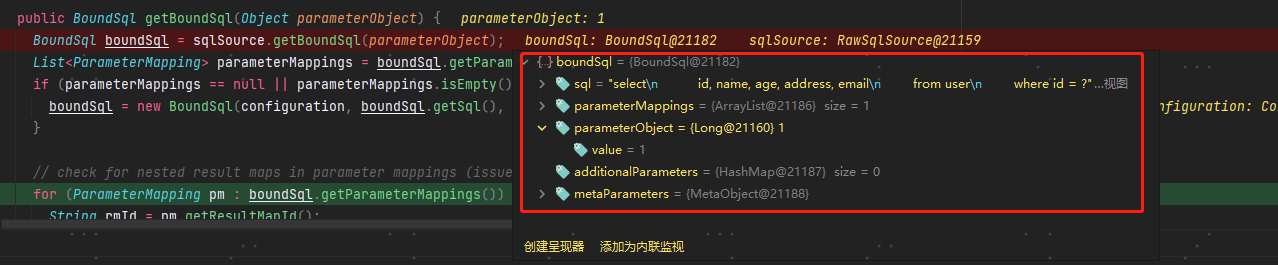 public BoundSql getBoundSql(Object parameterObject) {   parameterObject: 1
BoundSql boundSql = sqlSource.getBoundSql(parameterObject);   boundSql: BoundSql@21182   sqlSource: RawSqlSource@21159
List<ParameterMapping> parameterMappings = boundSql.getParam
if (parameterMappings == null || parameterMappings.isEmpty()
boundSql = new BoundSql(configuration, boundSql.getSql(),
nfiguration: Co
}
// check for nested result maps in parameter mappings (issue
for (ParameterMapping pm : boundSql.getParameterMappings())
String rmId = pm.getResultMapId();
{..} boundSql = {BoundSql@21182}
sql = "select\n   id, name, age, address, email\n   from user\n   where id = ?" ...视图
parameterMappings = {ArrayList@21186} size = 1
parameterObject = {Long@21160} 1
value = 1
additionalParameters = {HashMap@21187} size = 0
metaParameters = {MetaObject@21188}
创建呈现器   添加为内联监视